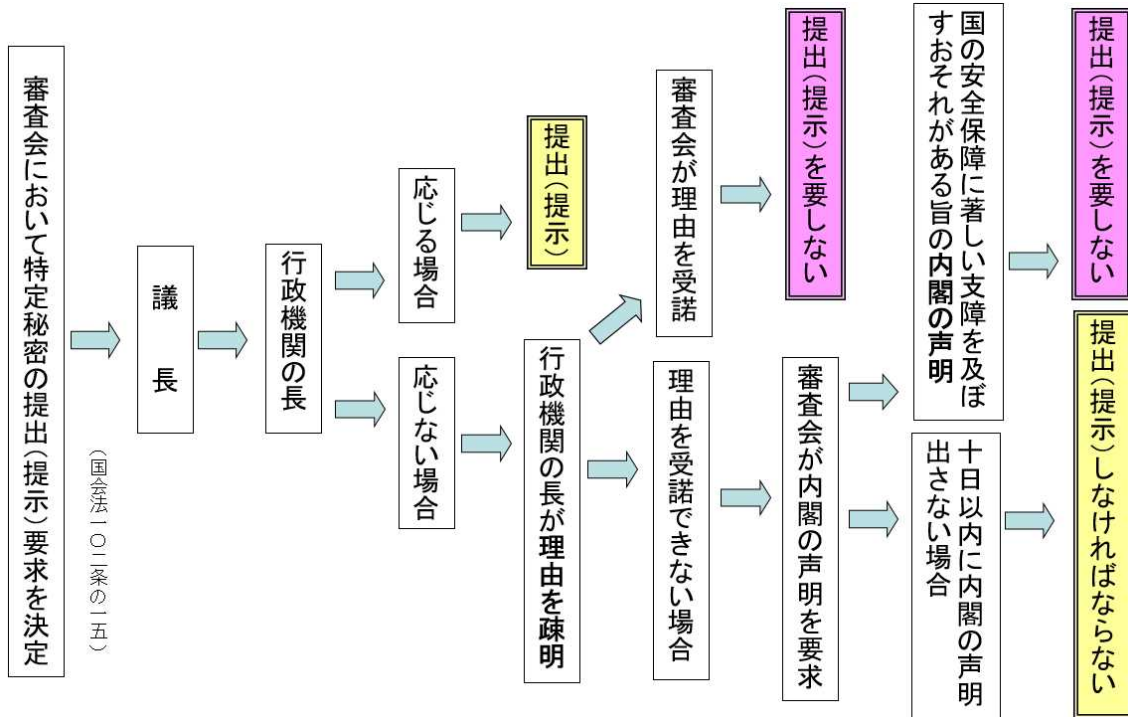 審査会において特定秘密の提出(提示)要求を決定
(国会法一〇二条の一五)
議長
行政機関の長
応じる場合
提出(提示)
応じない場合
行政機関の長が理由を疎明
審査会が理由を受諾
提出(提示)を要しない
理由を受諾できない場合
審査会が内閣の声明を要求
国の安全保障に著しい支障を及ぼ
すおそれがある旨の内閣の声明
提出(提示)を要しない
十日以内に内閣の声明
出さない場合
提出(提示)しなければならない